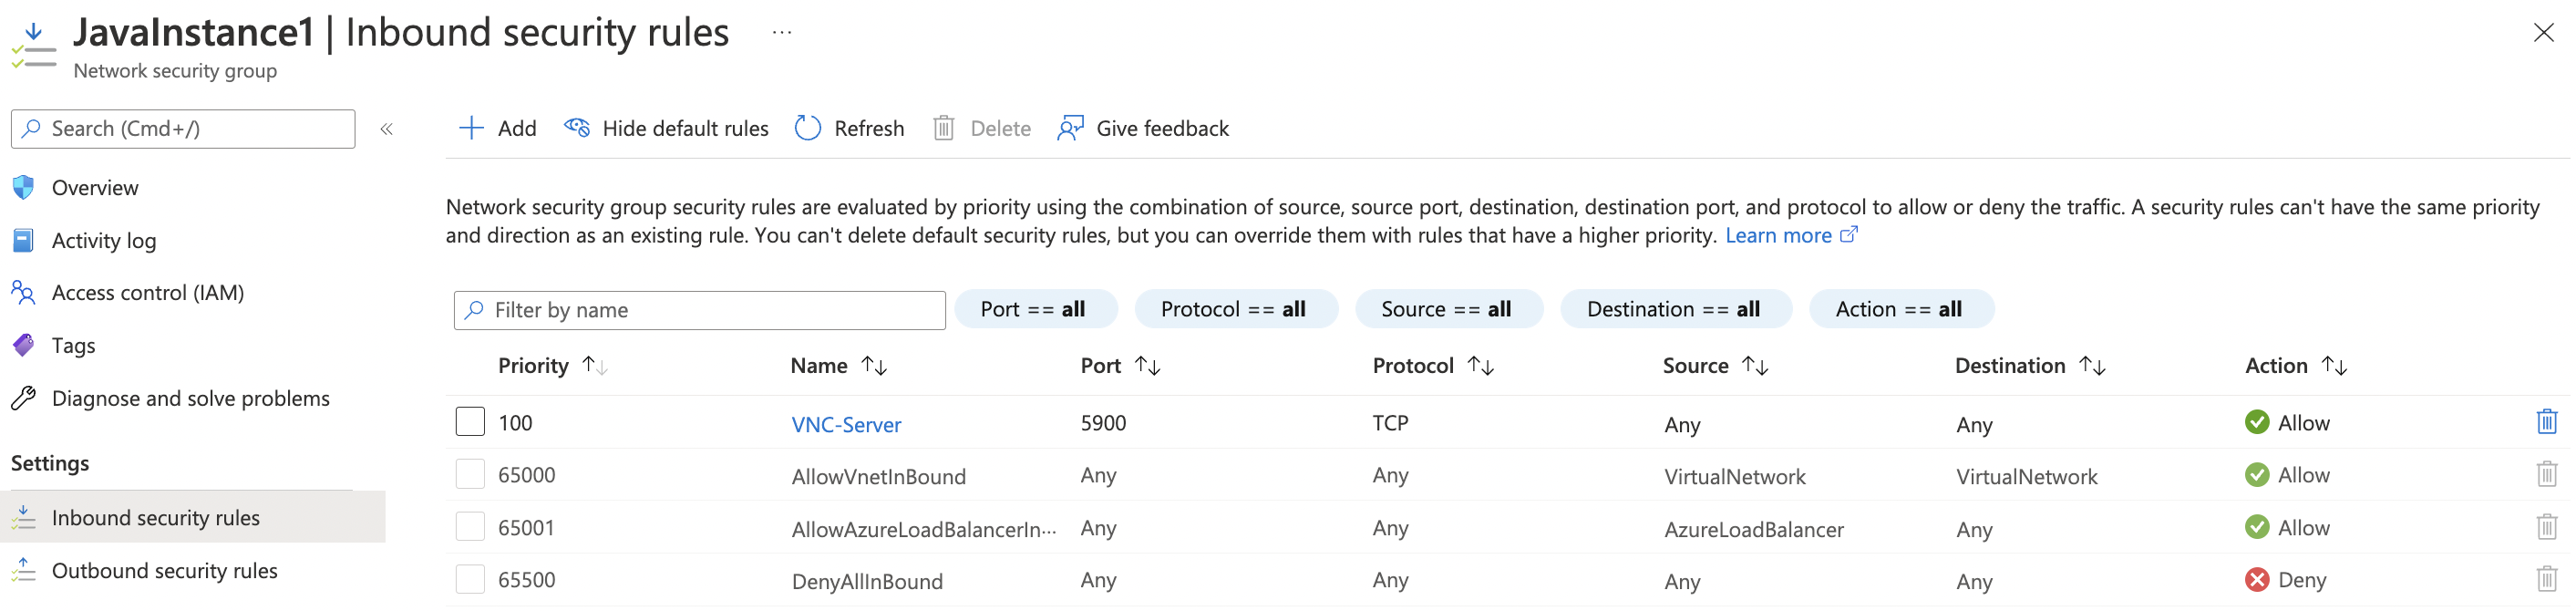 JavaInstance1 | Inbound security rules ...
Network security group
Search (Cmd+/) «
Add Hide default rules Refresh Delete Give feedback
Overview
Activity log
Access control (IAM)
Tags
Diagnose and solve problems
Settings
Inbound security rules
Outbound security rules
Network security group security rules are evaluated by priority using the combination of source, source port, destination, destination port, and protocol to allow or deny the traffic. A security rules can't have the same priority
and direction as an existing rule. You can't delete default security rules, but you can override them with rules that have a higher priority. Learn more
Filter by name Port == all Protocol == all Source == all Destination == all Action == all
Priority ↑↓ Name ↑↓ Port ↑↓ Protocol ↑↓ Source ↑↓ Destination ↑↓ Action ↑↓
100 VNC-Server 5900 TCP Any Any Allow
65000 AllowVnetInBound Any Any VirtualNetwork VirtualNetwork Allow
65001 AllowAzureLoadBalancerIn... Any Any AzureLoadBalancer Any Allow
65500 DenyAllInBound Any Any Any Any Deny